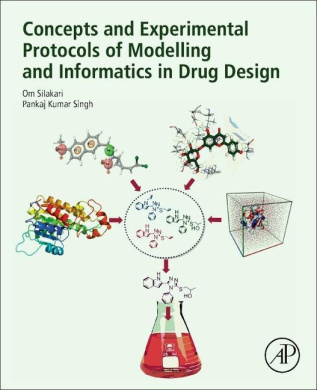 Concepts and Experimental
Protocols of Modelling
and Informatics in Drug Design
Om Silakari
Pankaj Kumar Singh
AP